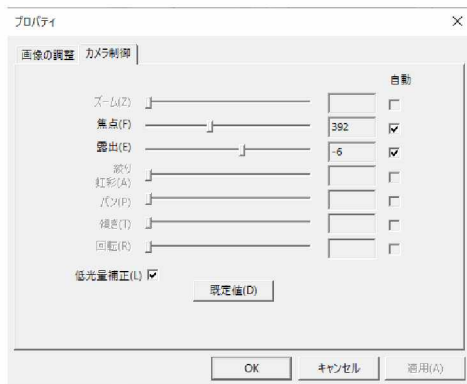 プロパティ
画像の調整 カメラ制御
自動
ズーム(Z)
焦点(F) 392
露出(E) -6
絞り
虹彩(A)
パン(P)
傾き(T)
回転(R)
低光量補正(L)
既定値(D)
OK キャンセル 適用(A)